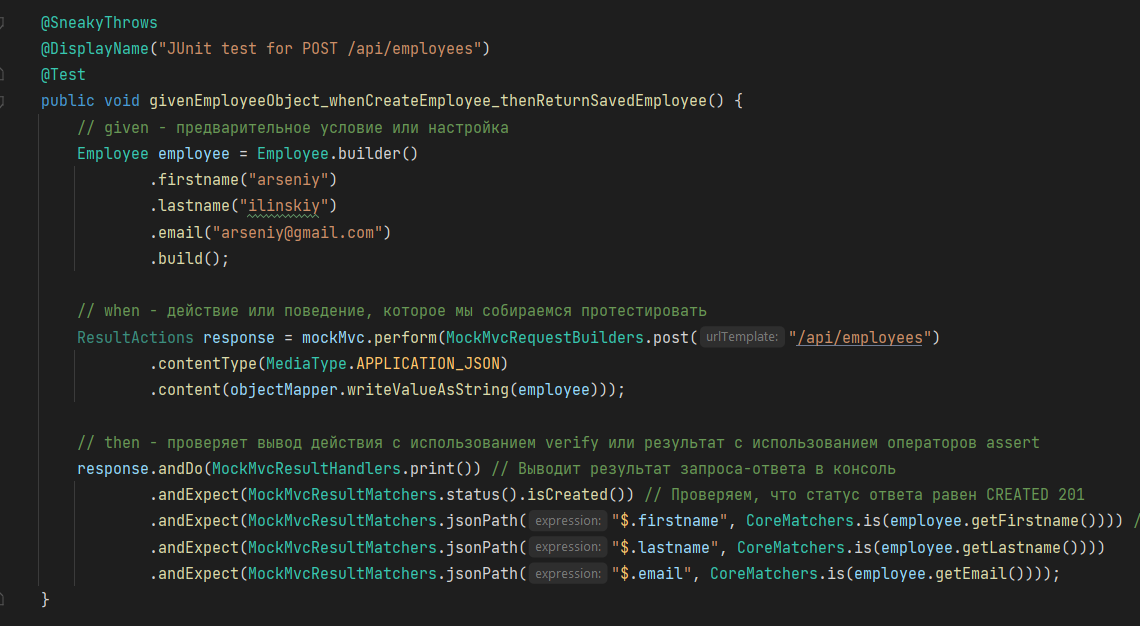 @SneakyThrows
@DisplayName("JUnit test for POST /api/employees")
@Test
public void givenEmployeeObject_whenCreateEmployee_thenReturnSavedEmployee() {
// given - предварительное условие или настройка
Employee employee = Employee.builder()
.firstname("arseniy")
.lastname("ilinskiy")
.email("arseniy@gmail.com")
.build();
// when - действие или поведение, которое мы собираемся протестировать
ResultActions response = mockMvc.perform(MockMvcRequestBuilders.post( urlTemplate: "/api/employees")
.contentType(MediaType.APPLICATION_JSON)
.content(objectMapper.writeValueAsString(employee)));
// then - проверяет вывод действия с использованием verify или результат с использованием операторов assert
response.andDo(MockMvcResultHandlers.print()) // Выводит результат запроса-ответа в консоль
.andExpect(MockMvcResultMatchers.status().isCreated()) // Проверяем, что статус ответа равен CREATED 201
.andExpect(MockMvcResultMatchers.jsonPath( expression: "$.firstname", CoreMatchers.is(employee.getFirstname()))) /
.andExpect(MockMvcResultMatchers.jsonPath( expression: "$.lastname", CoreMatchers.is(employee.getLastname())))
.andExpect(MockMvcResultMatchers.jsonPath( expression: "$.email", CoreMatchers.is(employee.getEmail())));
}